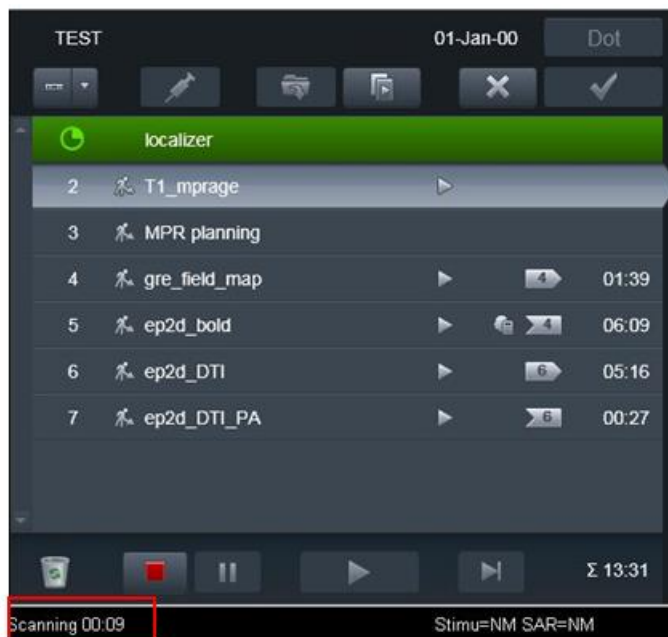 TEST 01-Jan-00 Dot
localizer
2 T1_mprage
3 MPR planning
4 gre_field_map 4 01:39
5 ep2d_bold 4 06:09
6 ep2d_DTI 6 05:16
7 ep2d_DTI_PA 6 00:27
Σ 13:31
Scanning 00:09 Stimu=NM SAR=NM